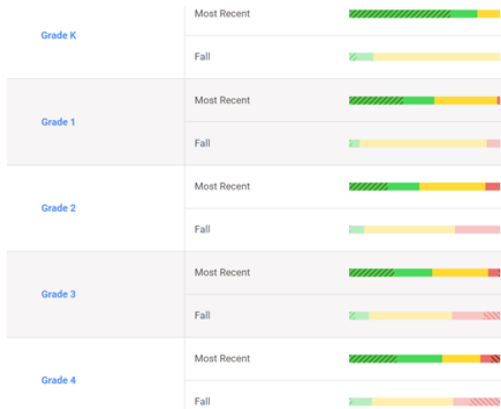 Most Recent
Grade K
Fall
Most Recent
Grade 1
Fall
Most Recent
Grade 2
Fall
Most Recent
Grade 3
Fall
Most Recent
Grade 4
Fall